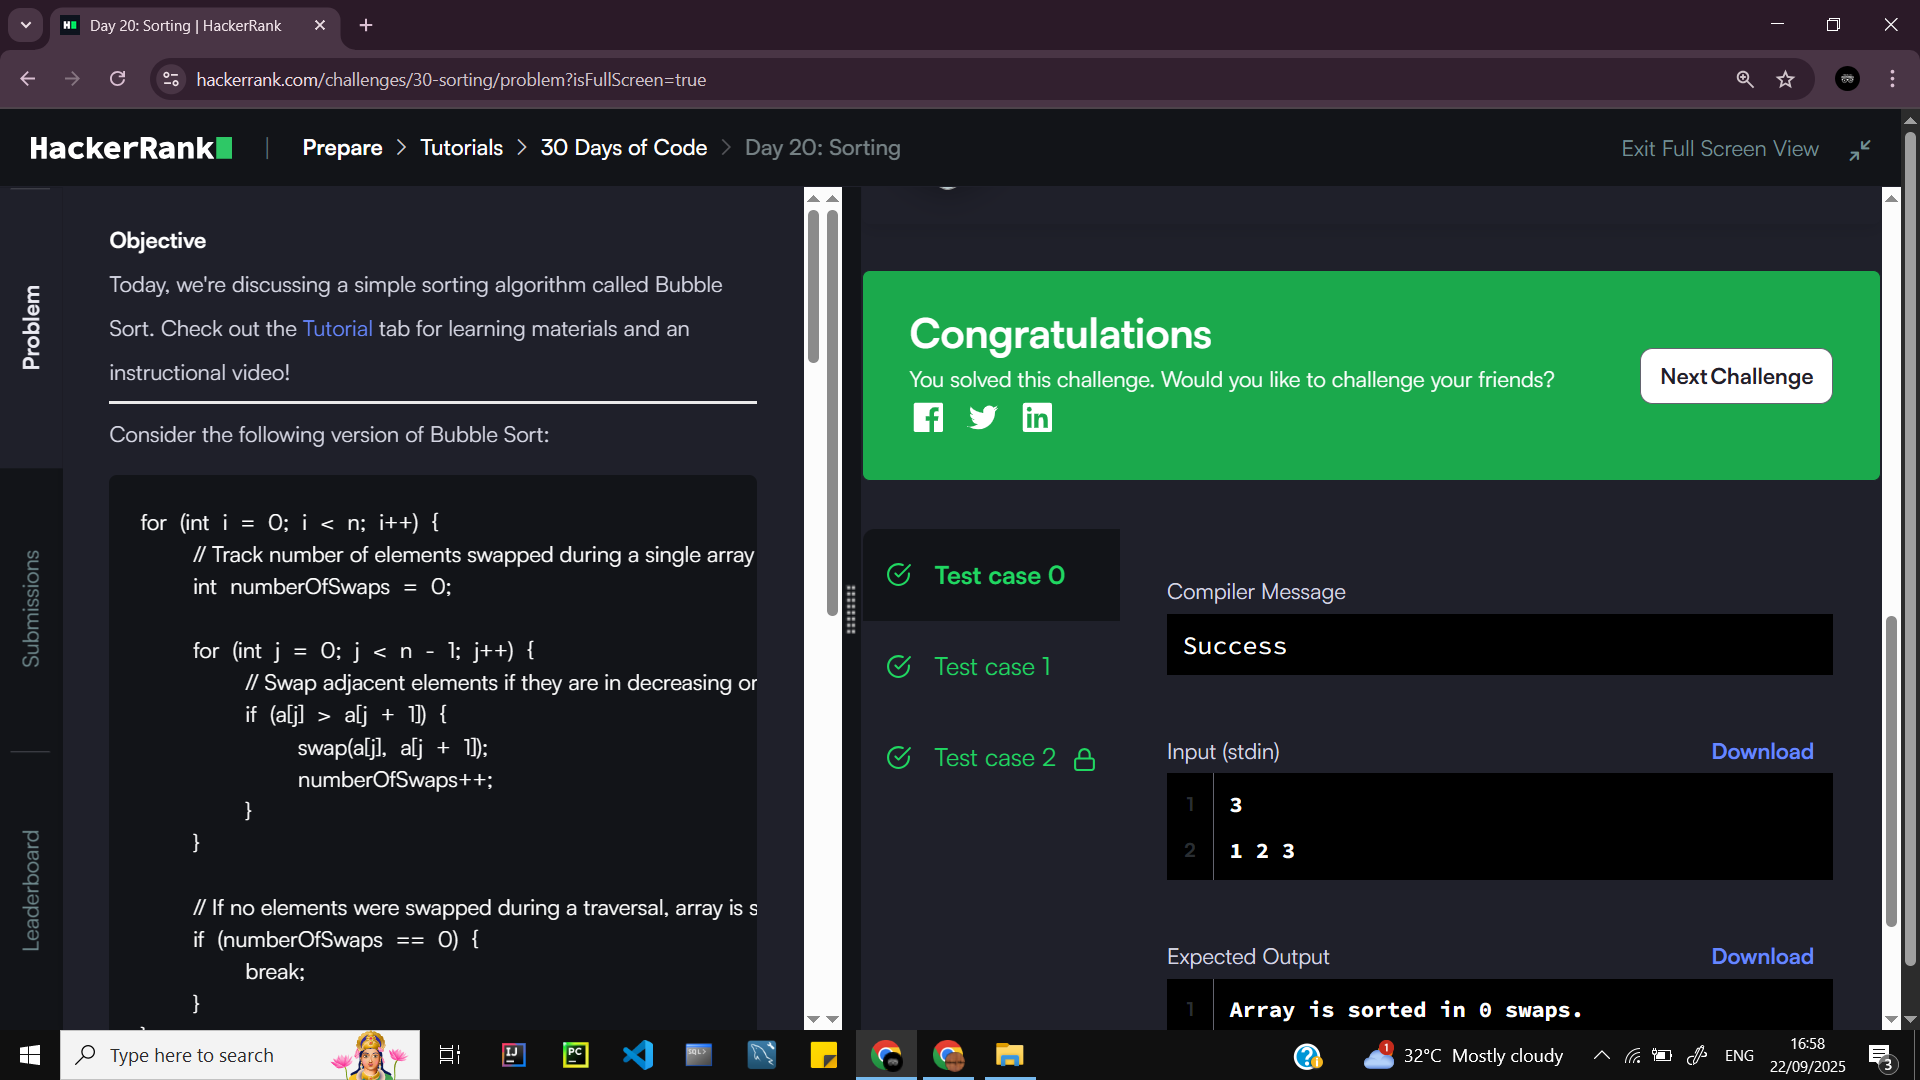 Day 20: Sorting | HackerRank
hackerrank.com/challenges/30-sorting/problem?isFullScreen=true
HackerRank
Prepare > Tutorials > 30 Days of Code > Day 20: Sorting
Exit Full Screen View
Problem
Submissions
Leaderboard
Objective
Today, we're discussing a simple sorting algorithm called Bubble
Sort. Check out the Tutorial tab for learning materials and an
instructional video!
Consider the following version of Bubble Sort:
for (int i = 0; i < n; i++) {
// Track number of elements swapped during a single array
int numberOfSwaps = 0;
for (int j = 0; j < n - 1; j++) {
// Swap adjacent elements if they are in decreasing or
if (a[j] > a[j + 1]) {
swap(a[j], a[j + 1]);
numberOfSwaps++;
}
}
// If no elements were swapped during a traversal, array is s
if (numberOfSwaps == 0) {
break;
}
Congratulations
You solved this challenge. Would you like to challenge your friends?
Next Challenge
Test case 0
Test case 1
Test case 2
Compiler Message
Success
Input (stdin)
Download
1 3
2 1 2 3
Expected Output
Download
1 Array is sorted in 0 swaps.
Type here to search
32°C Mostly cloudy
ENG
16:58
22/09/2025
3